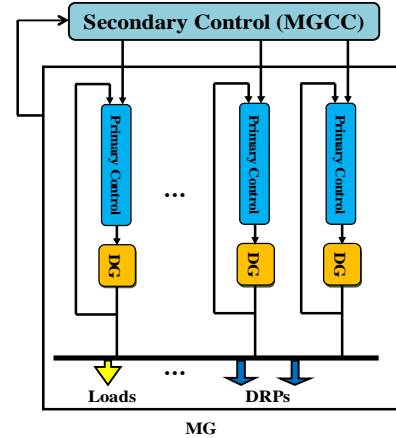 Secondary Control (MGCC)
Primary Control
Primary Control
Primary Control
...
DG
DG
DG
...
Loads
DRPs
MG